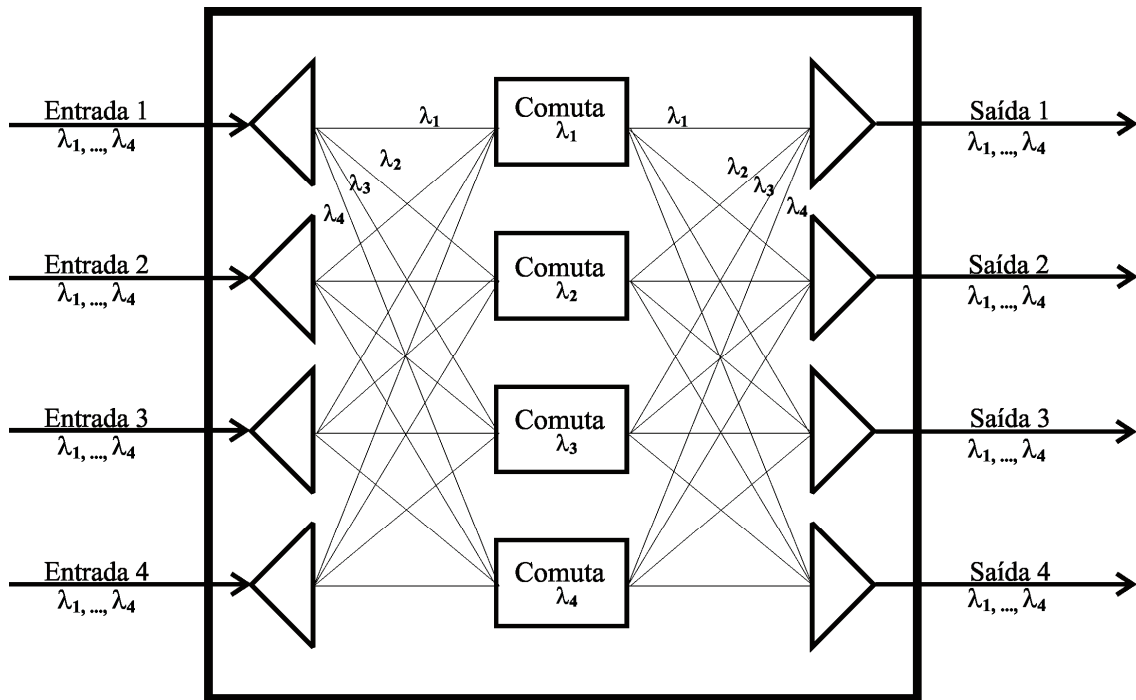 Entrada 1
λ1, ..., λ4
λ1
λ2
λ3
λ4
Comuta
λ1
λ1
λ2
λ3
λ4
Saída 1
λ1, ..., λ4
Entrada 2
λ1, ..., λ4
Comuta
λ2
Saída 2
λ1, ..., λ4
Entrada 3
λ1, ..., λ4
Comuta
λ3
Saída 3
λ1, ..., λ4
Entrada 4
λ1, ..., λ4
Comuta
λ4
Saída 4
λ1, ..., λ4